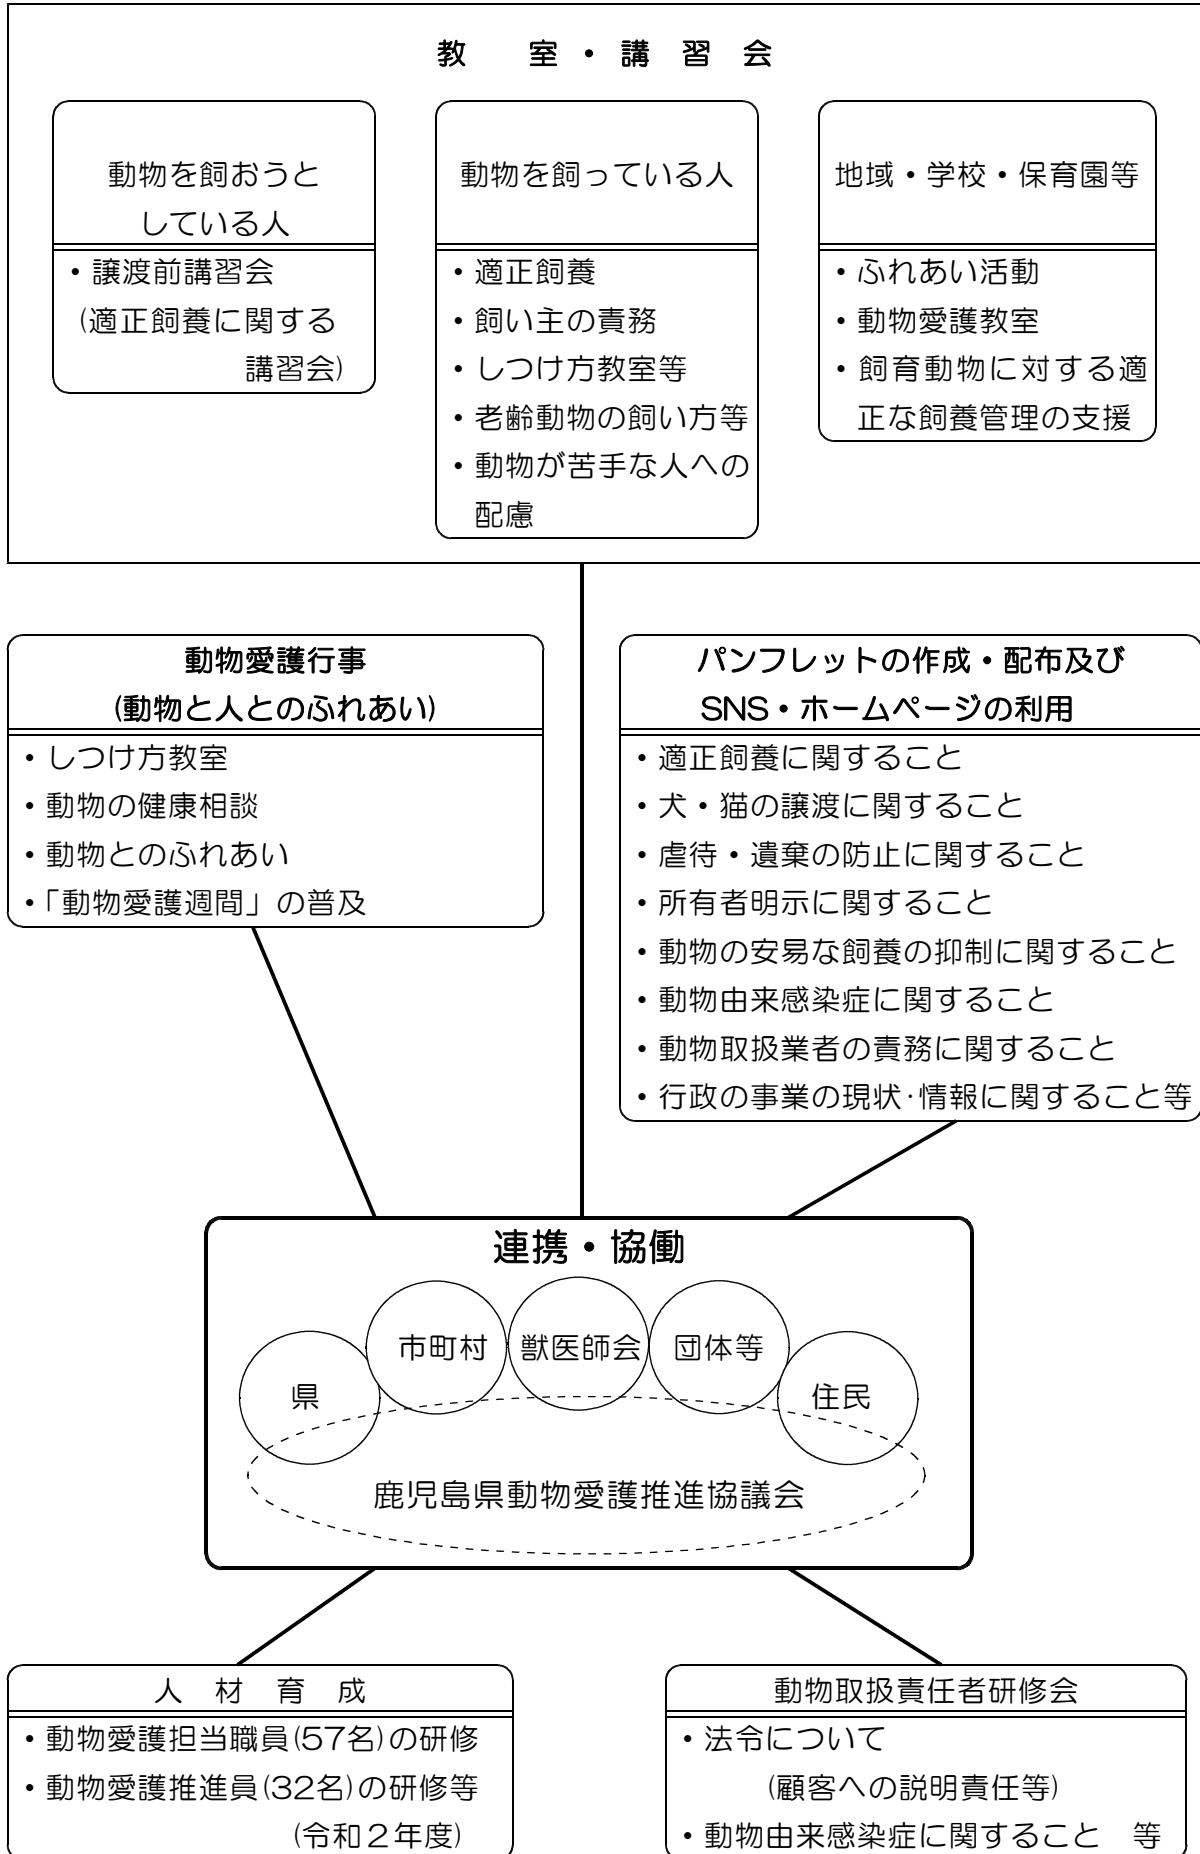 教室・講習会
動物を飼おうと
している人
・譲渡前講習会
(適正飼養に関する
講習会)
動物を飼っている人
・適正飼養
・飼い主の責務
・しつけ方教室等
・老齢動物の飼い方等
・動物が苦手な人への
配慮
地域・学校・保育園等
・ふれあい活動
・動物愛護教室
・飼育動物に対する適
正な飼養管理の支援
動物愛護行事
(動物と人とのふれあい)
・しつけ方教室
・動物の健康相談
・動物とのふれあい
・「動物愛護週間」の普及
パンフレットの作成・配布及び
SNS・ホームページの利用
・適正飼養に関すること
・犬・猫の譲渡に関すること
・虐待・遺棄の防止に関すること
・所有者明示に関すること
・動物の安易な飼養の抑制に関すること
・動物由来感染症に関すること
・動物取扱業者の責務に関すること
・行政の事業の現状・情報に関すること等
連携・協働
県
市町村
獣医師会
団体等
住民
鹿児島県動物愛護推進協議会
人材育成
・動物愛護担当職員(57名)の研修
・動物愛護推進員(32名)の研修等
(令和2年度)
動物取扱責任者研修会
・法令について
(顧客への説明責任等)
・動物由来感染症に関すること 等